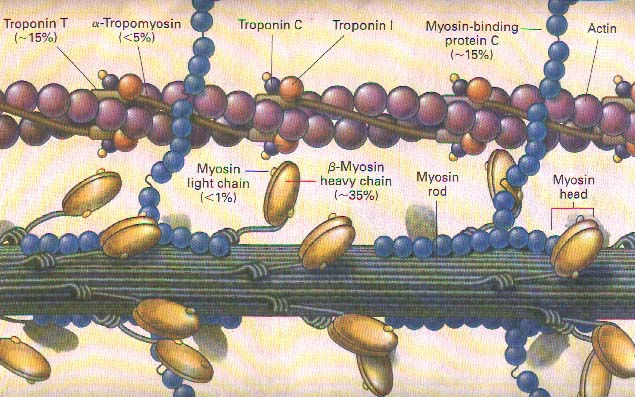 Troponin T
(~15%)
α-Tropomyosin
(<5%)
Troponin C
Troponin I
Myosin-binding
protein C
(~15%)
Actin
Myosin
light chain
(<1%)
β-Myosin
heavy chain
(~35%)
Myosin
rod
Myosin
head